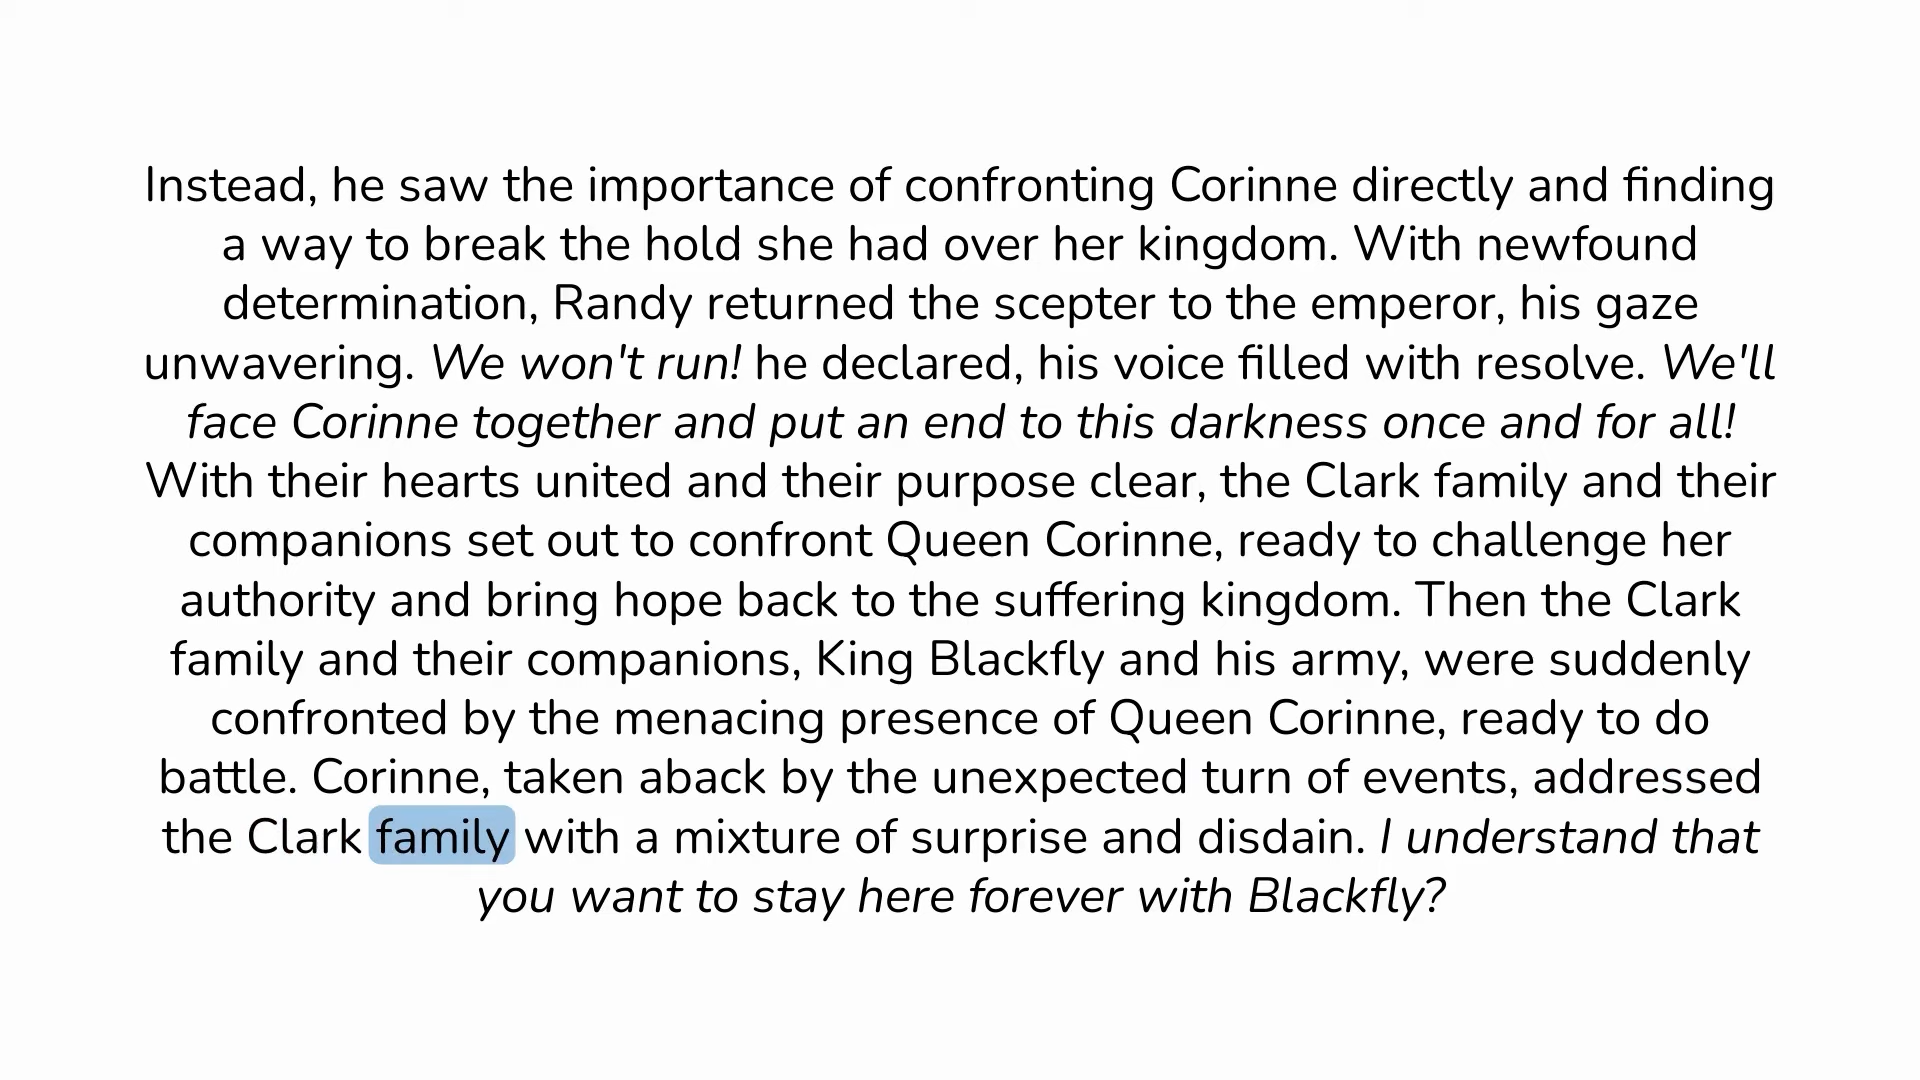 Instead, he saw the importance of confronting Corinne directly and finding
a way to break the hold she had over her kingdom. With newfound
determination, Randy returned the scepter to the emperor, his gaze
unwavering. We won't run! he declared, his voice filled with resolve. We'll
face Corinne together and put an end to this darkness once and for all!
With their hearts united and their purpose clear, the Clark family and their
companions set out to confront Queen Corinne, ready to challenge her
authority and bring hope back to the suffering kingdom. Then the Clark
family and their companions, King Blackfly and his army, were suddenly
confronted by the menacing presence of Queen Corinne, ready to do
battle. Corinne, taken aback by the unexpected turn of events, addressed
the Clark family with a mixture of surprise and disdain. I understand that
you want to stay here forever with Blackfly?